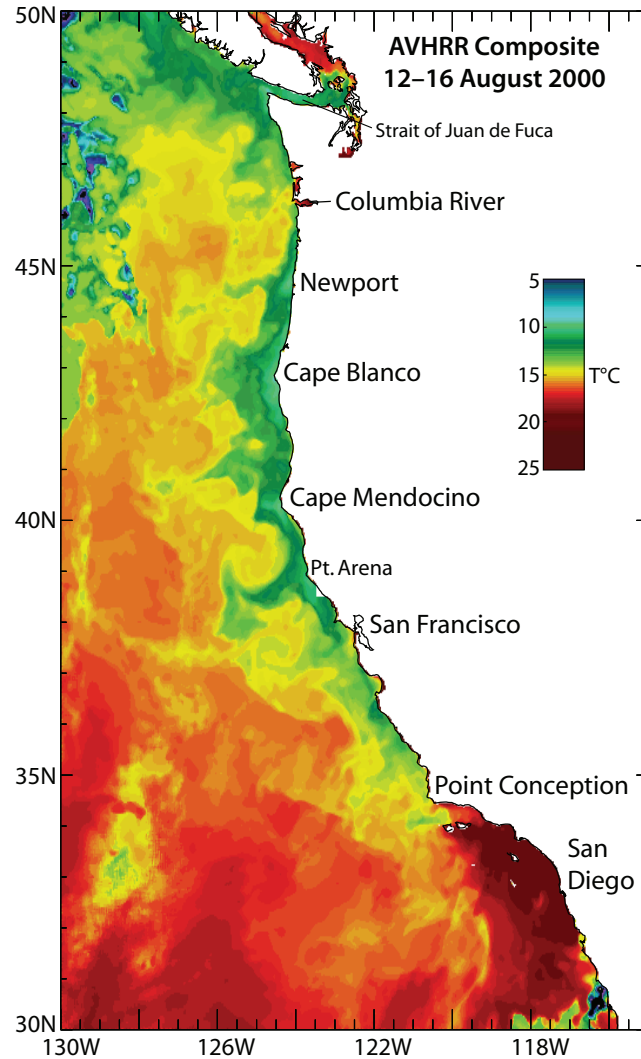 50N
AVHRR Composite
12–16 August 2000
Strait of Juan de Fuca
Columbia River
45N
Newport
5
10
15
T°C
20
25
Cape Blanco
Cape Mendocino
40N
Pt. Arena
San Francisco
35N
Point Conception
San
Diego
30N
130W
126W
122W
118W